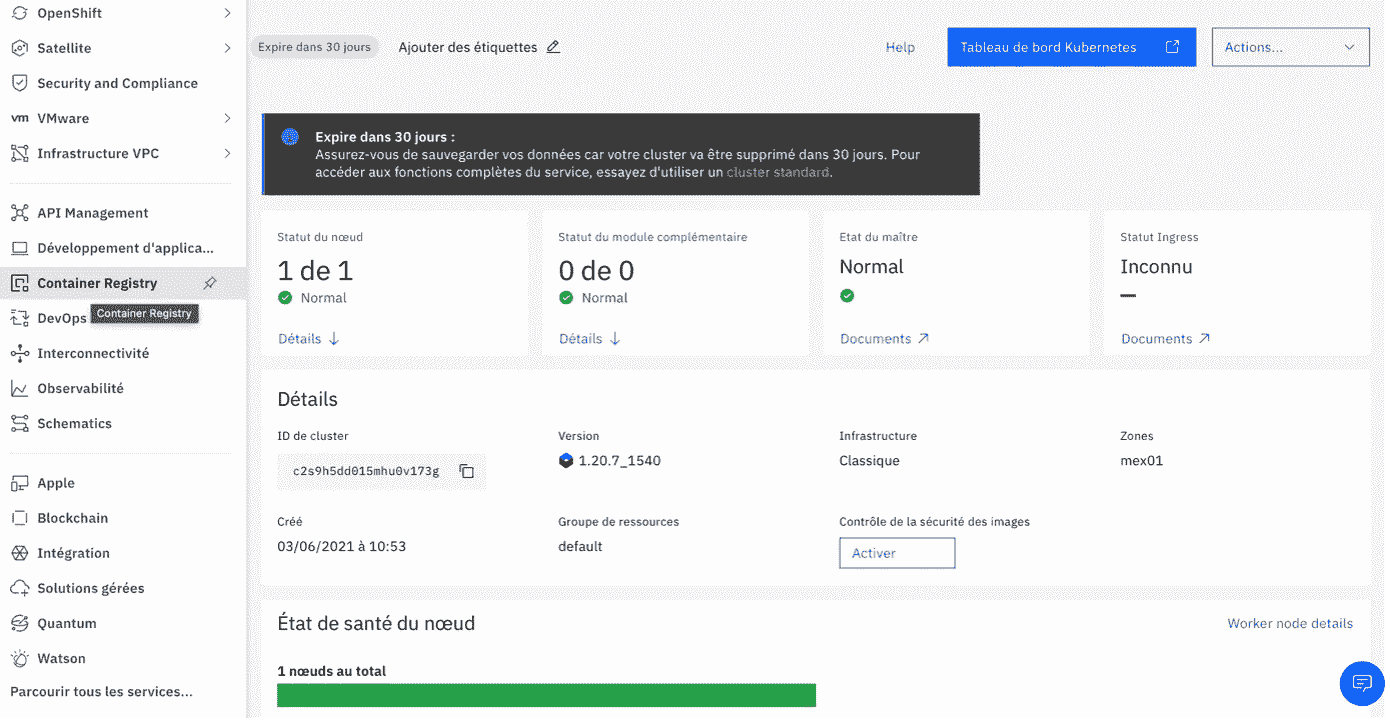 OpenShift
Satellite
Security and Compliance
vm VMware
Infrastructure VPC
API Management
Développement d'applica...
Container Registry
DevOps
Container Registry
Interconnectivité
Observabilité
Schematics
Apple
Blockchain
Intégration
Solutions gérées
Quantum
Watson
Parcourir tous les services...
Expire dans 30 jours
Ajouter des étiquettes
Help
Tableau de bord Kubernetes
Actions...
Expire dans 30 jours :
Assurez-vous de sauvegarder vos données car votre cluster va être supprimé dans 30 jours. Pour
accéder aux fonctions complètes du service, essayez d'utiliser un cluster standard.
Statut du nœud
1 de 1
Normal
Détails
Statut du module complémentaire
0 de 0
Normal
Détails
Etat du maître
Normal
Documents
Statut Ingress
Inconnu
—
Documents
Détails
ID de cluster
c2s9h5dd015mhu0v173g
Version
1.20.7_1540
Infrastructure
Classique
Zones
mex01
Créé
03/06/2021 à 10:53
Groupe de ressources
default
Contrôle de la sécurité des images
Activer
État de santé du nœud
Worker node details
1 nœuds au total